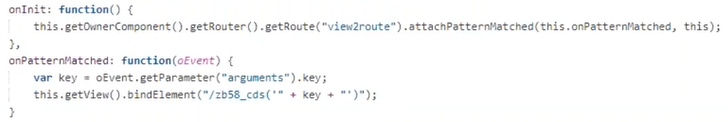 onInit: function() {
this.getOwnerComponent().getRouter().getRoute("view2route").attachPatternMatched(this.onPatternMatched, this);
},
onPatternMatched: function(oEvent) {
var key = oEvent.getParameter("arguments").key;
this.getView().bindElement("/zb58_cds('" + key + "')");
}